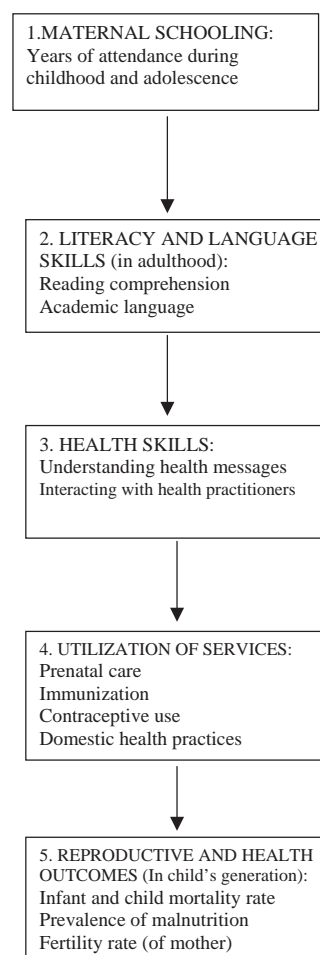 1.MATERNAL SCHOOLING:
Years of attendance during
childhood and adolescence
2. LITERACY AND LANGUAGE
SKILLS (in adulthood):
Reading comprehension
Academic language
3. HEALTH SKILLS:
Understanding health messages
Interacting with health practitioners
4. UTILIZATION OF SERVICES:
Prenatal care
Immunization
Contraceptive use
Domestic health practices
5. REPRODUCTIVE AND HEALTH
OUTCOMES (In child's generation):
Infant and child mortality rate
Prevalence of malnutrition
Fertility rate (of mother)